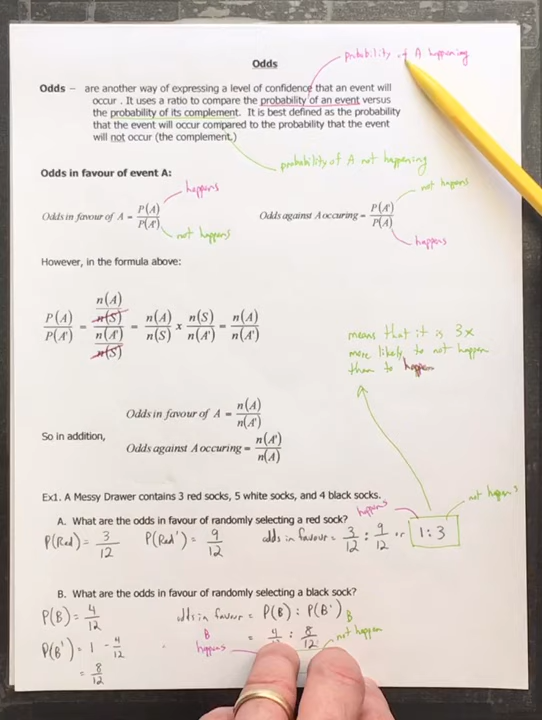 probability of A happening
Odds
Odds – are another way of expressing a level of confidence that an event will
occur . It uses a ratio to compare the probability of an event versus
the probability of its complement. It is best defined as the probability
that the event will occur compared to the probability that the event
will not occur (the complement.)
probability of A not happening
Odds in favour of event A:
happens
not happens
Odds in favour of A = P(A)/P(A')
Odds against A occuring = P(A')/P(A)
not happens
happens
However, in the formula above:
P(A)/P(A') = n(A)/n(S) / n(A')/n(S) = n(A)/n(S) x n(S)/n(A') = n(A)/n(A')
means that it is 3x
more likely to not happen
than to happen
Odds in favour of A = n(A)/n(A')
So in addition,
Odds against A occuring = n(A')/n(A)
Ex1. A Messy Drawer contains 3 red socks, 5 white socks, and 4 black socks.
happens
not happens
A. What are the odds in favour of randomly selecting a red sock?
P(Red) = 3/12 P(Red') = 9/12 odds in favour = 3/12 : 9/12 or 1:3
B. What are the odds in favour of randomly selecting a black sock?
P(B) = 4/12 odds in favour = P(B) : P(B')
P(B') = 1 - 4/12 = 4/12 : 8/12
B happens
B not happen
= 8/12